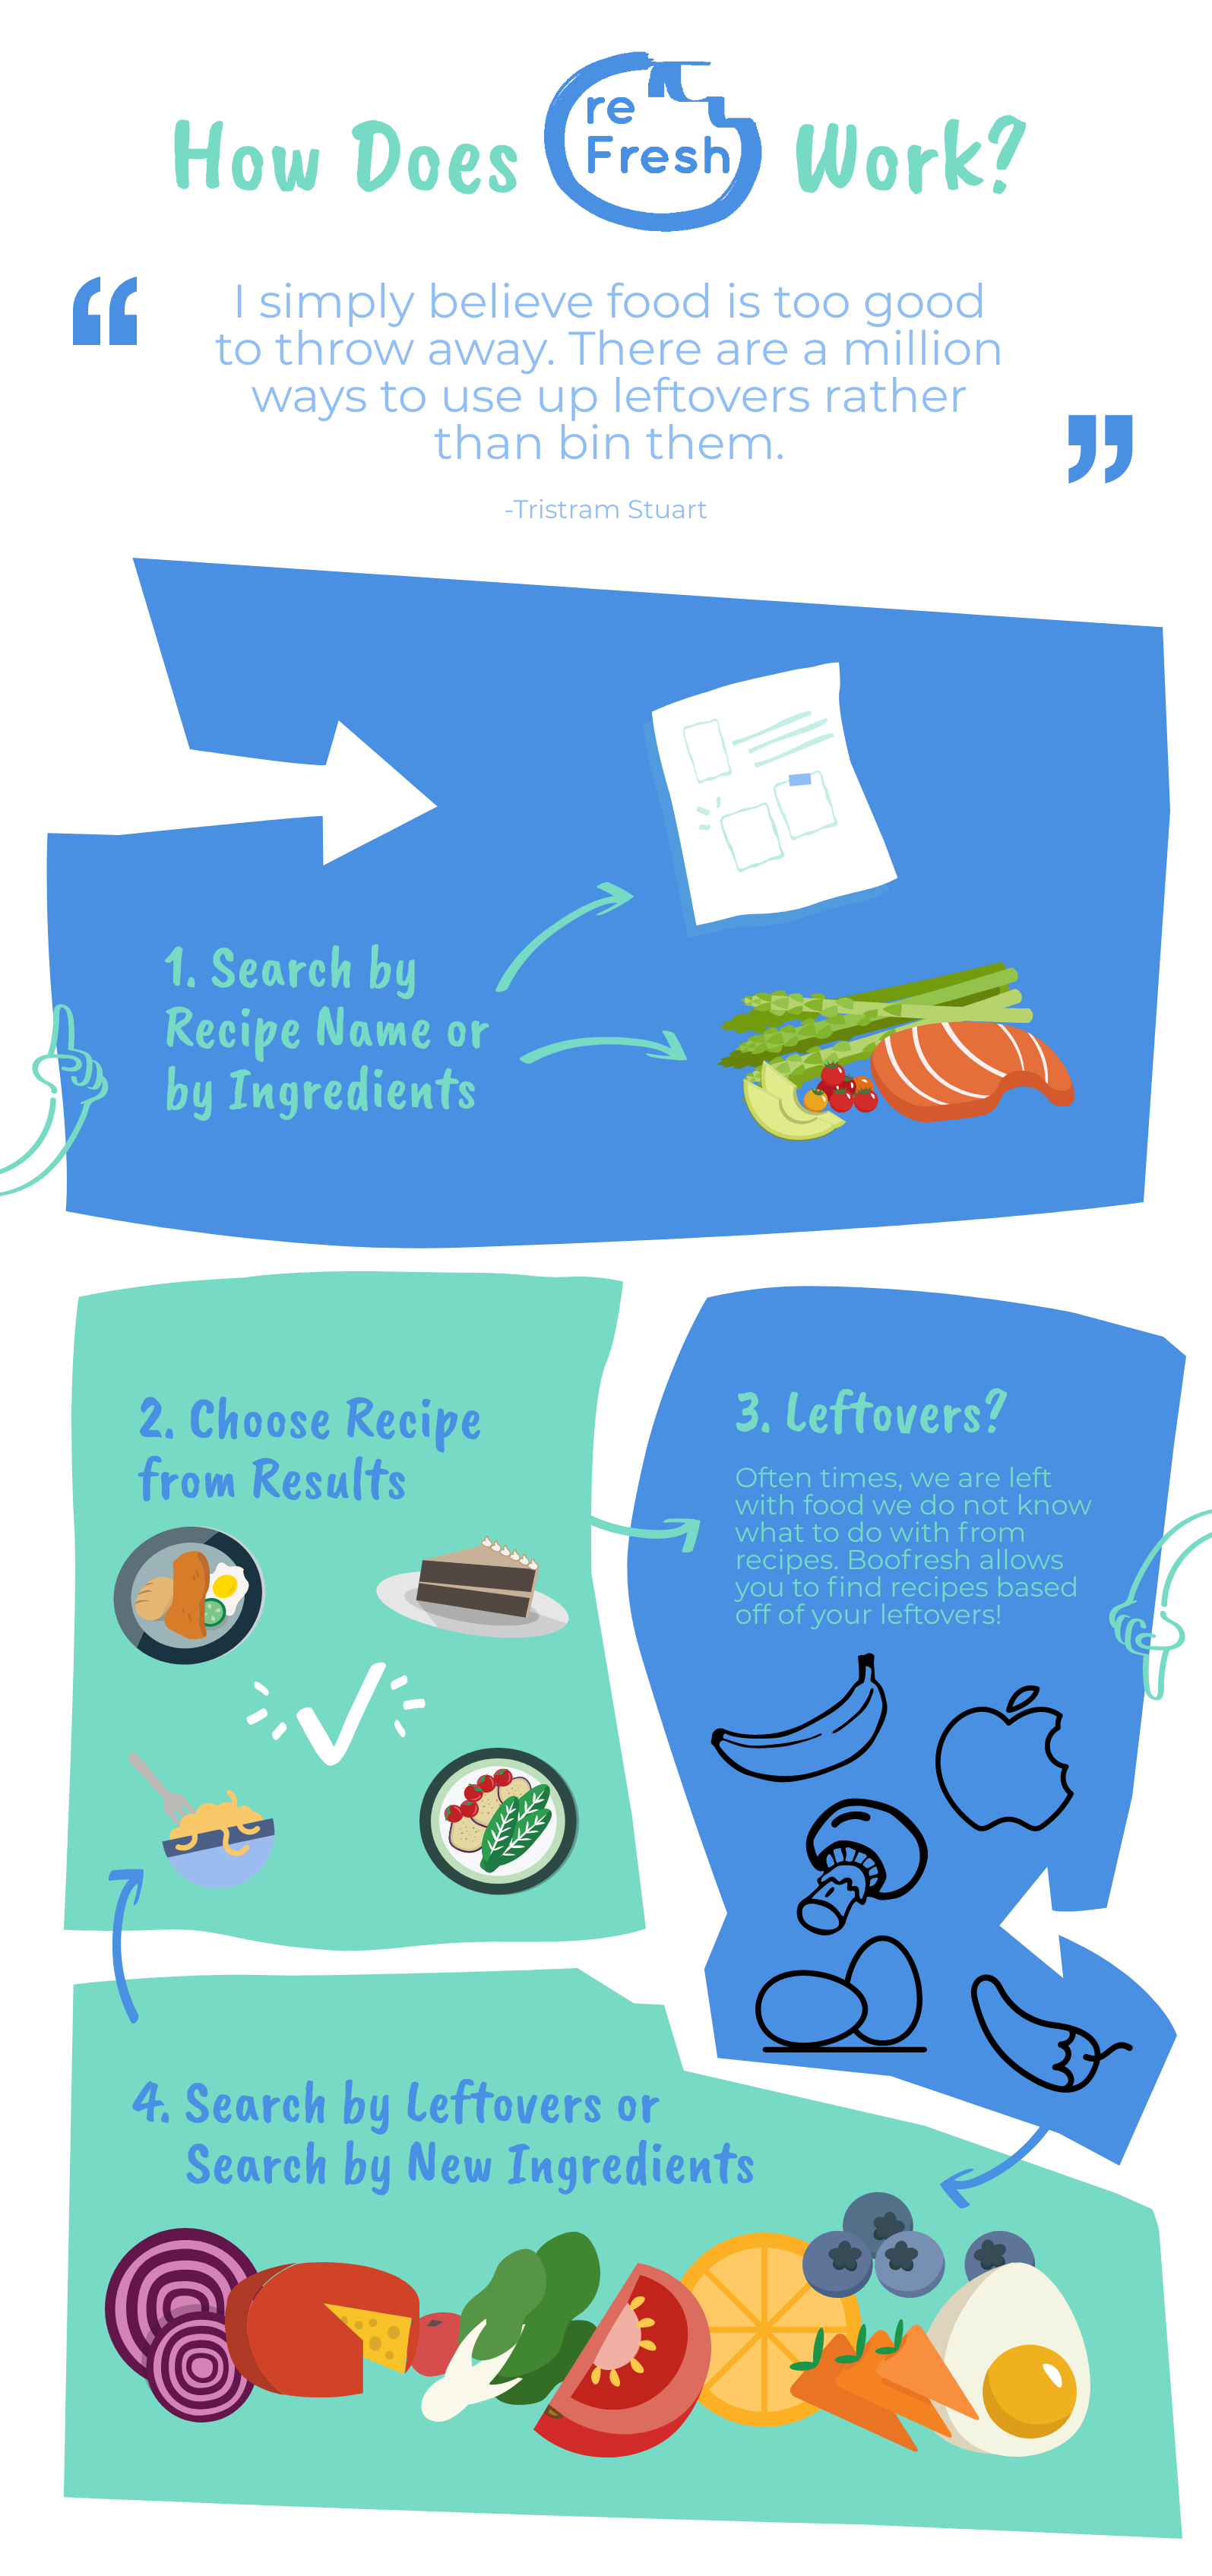 How Does
re
Fresh
Work?
“
I simply believe food is too good
to throw away. There are a million
ways to use up leftovers rather
than bin them.
”
-Tristram Stuart
1. Search by
Recipe Name or
by Ingredients
2. Choose Recipe
from Results
3. Leftovers?
Often times, we are left
with food we do not know
what to do with from
recipes. Boofresh allows
you to find recipes based
off of your leftovers!
4. Search by Leftovers or
Search by New Ingredients